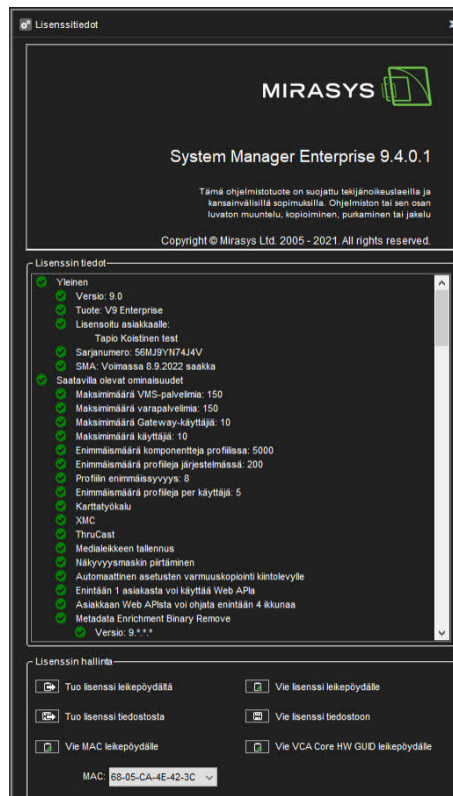 Lisenssitiedot
MIRASYS
System Manager Enterprise 9.4.0.1
Tämä ohjelmistotuote on suojattu tekijänoikeuslaeilla ja
kansainvälisillä sopimuksilla. Ohjelmiston tai sen osan
luvaton muuntelu, kopioiminen, purkaminen tai jakelu
Copyright © Mirasys Ltd. 2005 - 2021. All rights reserved.
Lisenssin tiedot
Yleinen
Versio: 9.0
Tuote: V9 Enterprise
Lisensoitu asiakkaalle:
Tapio Koistinen test
Sarjanumero: 56MJ9YN74J4V
SMA: Voimassa 8.9.2022 saakka
Saatavilla olevat ominaisuudet
Maksimimäärä VMS-palvelimia: 150
Maksimimäärä varapalvelimia: 150
Maksimimäärä Gateway-käyttäjiä: 10
Maksimimäärä käyttäjiä: 10
Enimmäismäärä komponentteja profiilissa: 5000
Enimmäismäärä profiileja järjestelmässä: 200
Profiilin enimmäissyvyys: 8
Enimmäismäärä profiileja per käyttäjä: 5
Karttatyökalu
XMC
ThruCast
Medialeikkeen tallennus
Näkyvyysmaskin piirtäminen
Automaattinen asetusten varmuuskopiointi kiintolevylle
Enintään 1 asiakasta voi käyttää Web APIa
Asiakkaan Web APIsta voi ohjata enintään 4 ikkunaa
Metadata Enrichment Binary Remove
Versio: 9.*.*.*
Lisenssin hallinta
Tuo lisenssi leikepöydältä
Vie lisenssi leikepöydälle
Tuo lisenssi tiedostosta
Vie lisenssi tiedostoon
Vie MAC leikepöydälle
Vie VCA Core HW GUID leikepöydälle
MAC: 68-05-CA-4E-42-3C